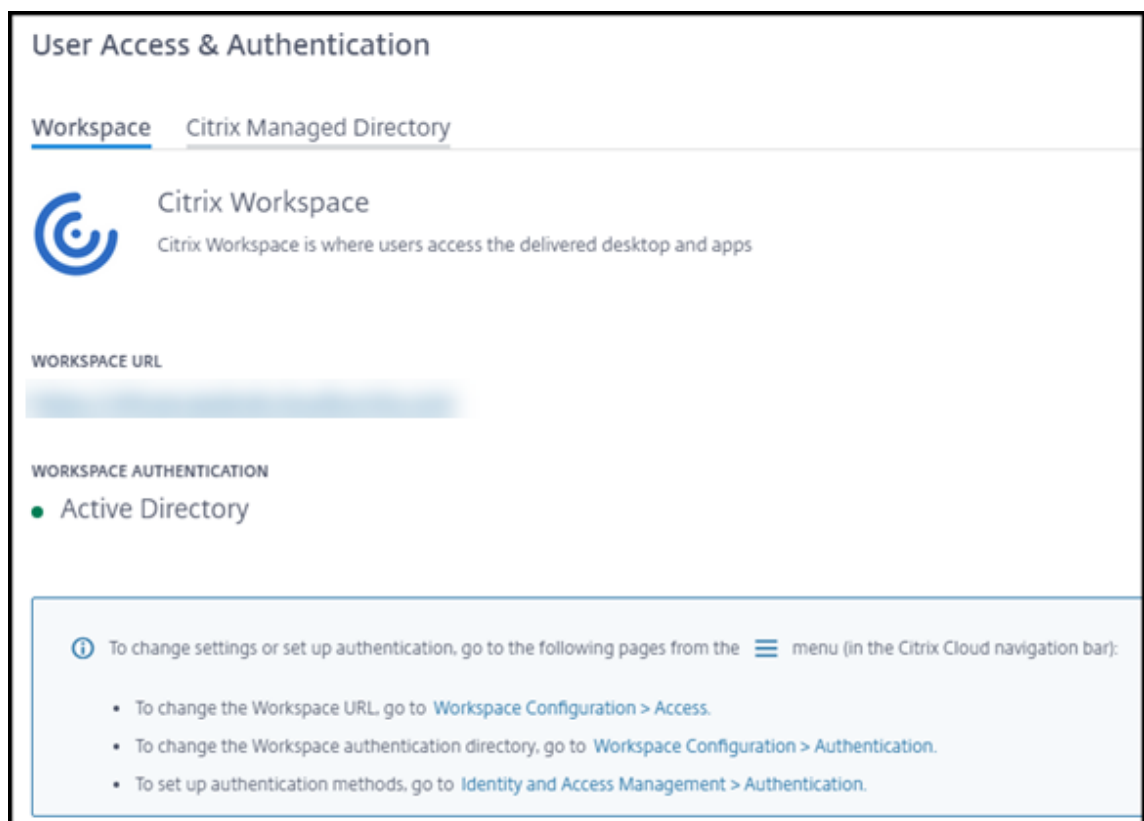 User Access & Authentication
Workspace Citrix Managed Directory
Citrix Workspace
Citrix Workspace is where users access the delivered desktop and apps
WORKSPACE URL
WORKSPACE AUTHENTICATION
Active Directory
To change settings or set up authentication, go to the following pages from the ☰ menu (in the Citrix Cloud navigation bar):
• To change the Workspace URL, go to Workspace Configuration > Access.
• To change the Workspace authentication directory, go to Workspace Configuration > Authentication.
• To set up authentication methods, go to Identity and Access Management > Authentication.